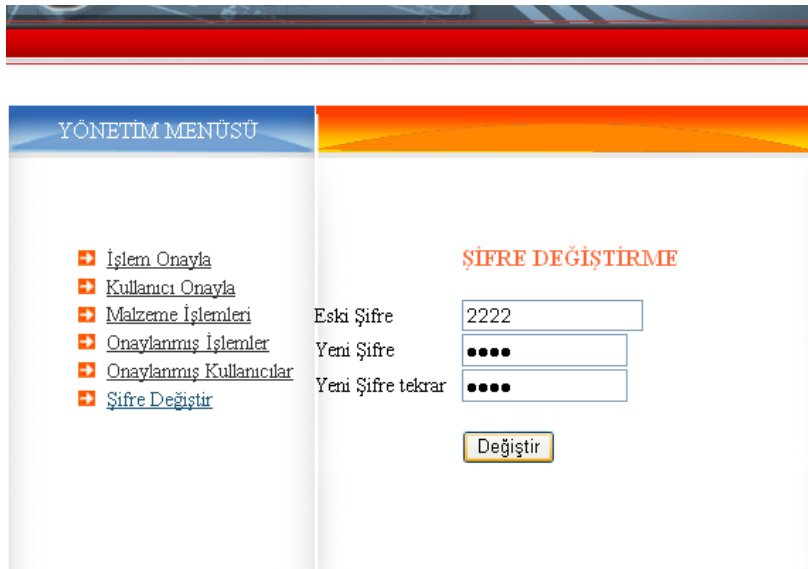 YÖNETİM MENÜSÜ
İşlem Onayla
Kullanıcı Onayla
Malzeme İşlemleri
Onaylanmış İşlemler
Onaylanmış Kullanıcılar
Şifre Değiştir
ŞİFRE DEĞİŞTİRME
Eski Şifre 2222
Yeni Şifre ●●●●
Yeni Şifre tekrar ●●●●
Değiştir